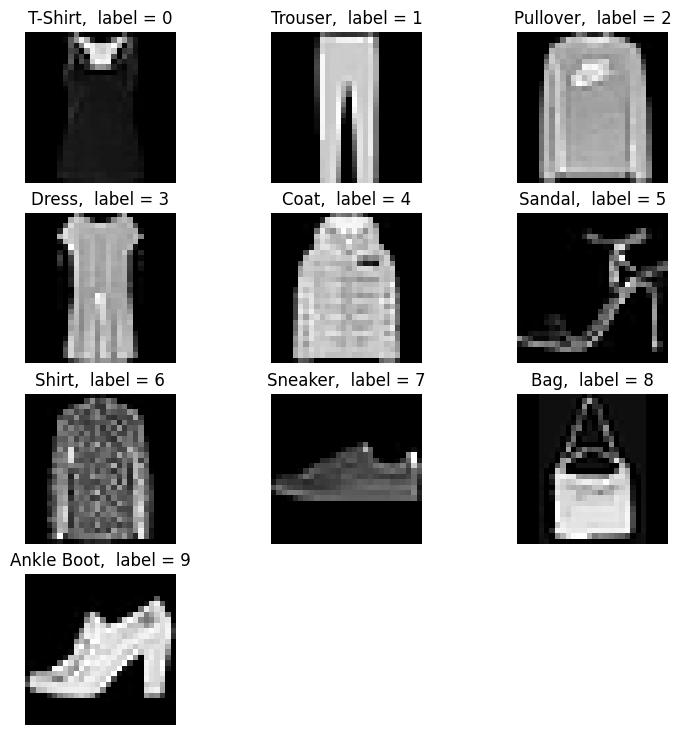 T-Shirt,  label = 0
Trouser,  label = 1
Pullover,  label = 2
Dress,  label = 3
Coat,  label = 4
Sandal,  label = 5
Shirt,  label = 6
Sneaker,  label = 7
Bag,  label = 8
Ankle Boot,  label = 9